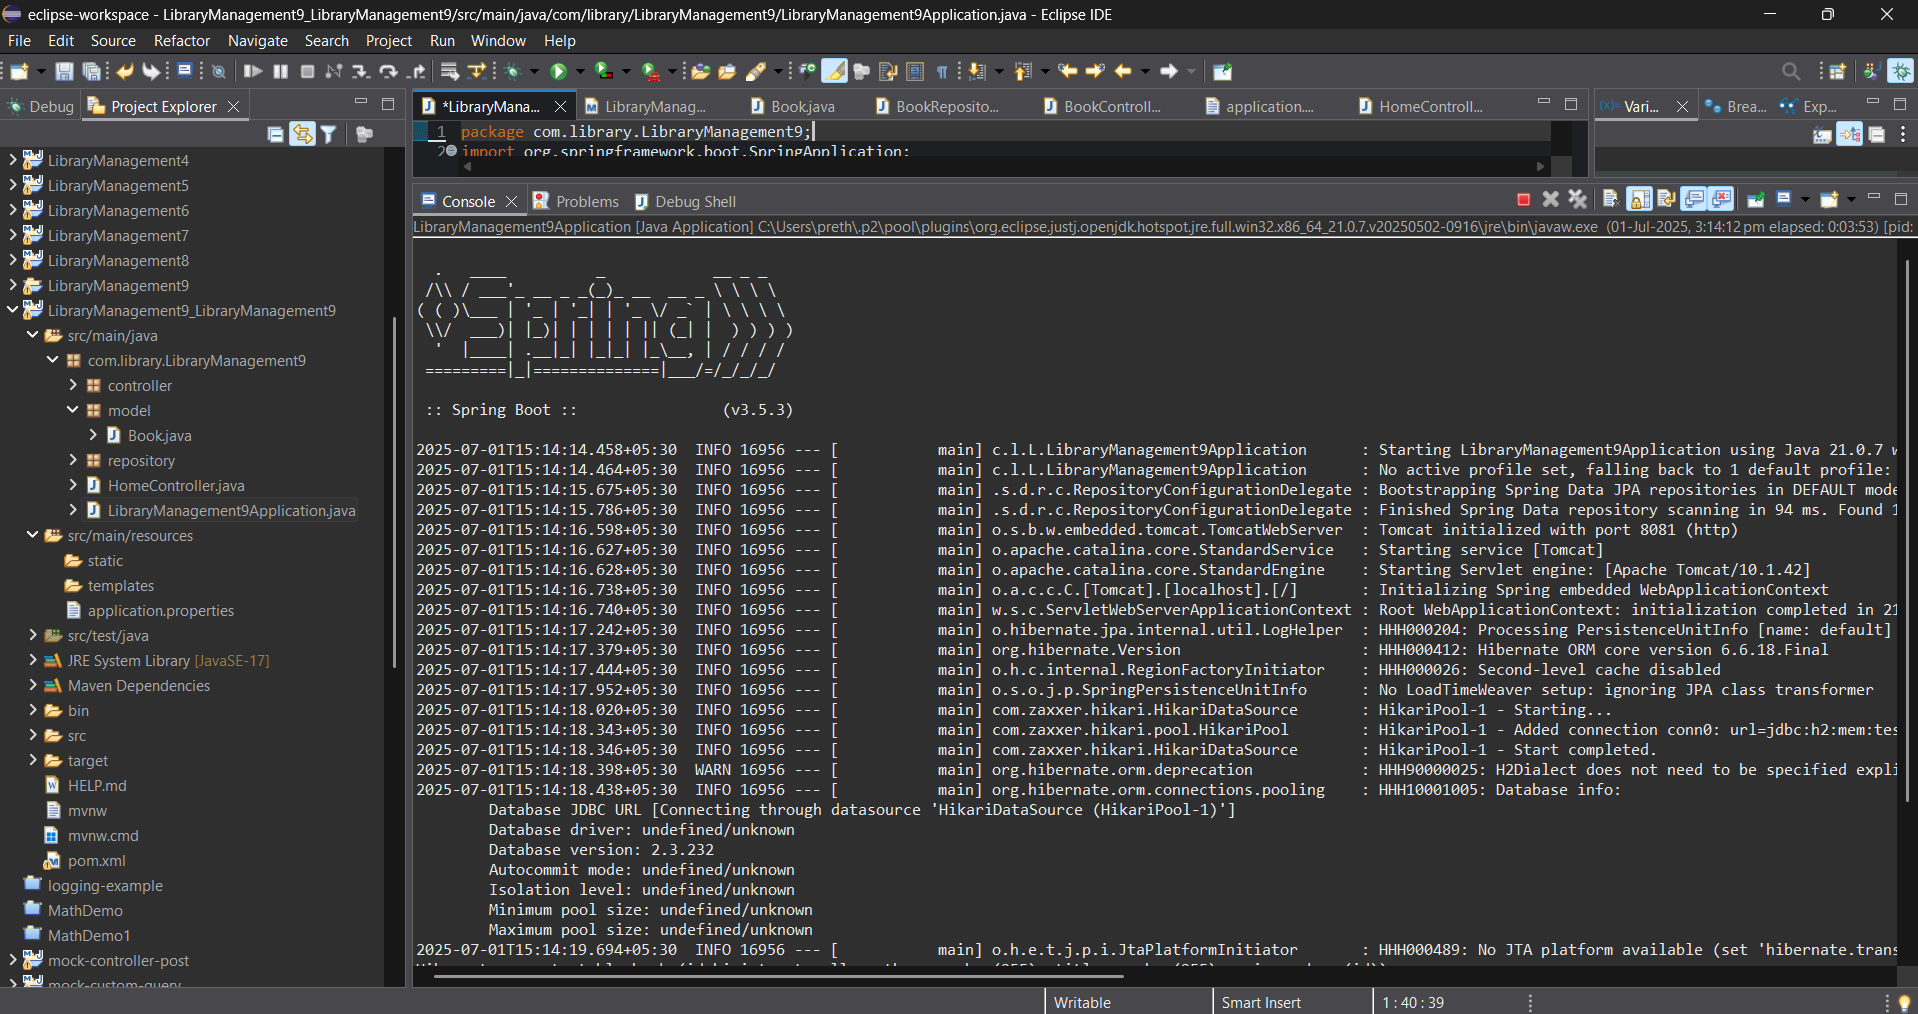 eclipse-workspace - LibraryManagement9_LibraryManagement9/src/main/java/com/library/LibraryManagement9/LibraryManagement9Application.java - Eclipse IDE
File Edit Source Refactor Navigate Search Project Run Window Help
Debug Project Explorer
*LibraryMana... LibraryManag... Book.java BookReposito... BookControll... application.... HomeControll...
Vari... Brea... Exp...
1 package com.library.LibraryManagement9;
2 import org.springframework.boot.SpringApplication;
LibraryManagement4
LibraryManagement5
LibraryManagement6
LibraryManagement7
LibraryManagement8
LibraryManagement9
LibraryManagement9_LibraryManagement9
src/main/java
com.library.LibraryManagement9
controller
model
Book.java
repository
HomeController.java
LibraryManagement9Application.java
src/main/resources
static
templates
application.properties
src/test/java
JRE System Library [JavaSE-17]
Maven Dependencies
bin
src
target
HELP.md
mvnw
mvnw.cmd
pom.xml
logging-example
MathDemo
MathDemo1
mock-controller-post
mock-custom-query
Console Problems Debug Shell
LibraryManagement9Application [Java Application] C:\Users\preth\.p2\pool\plugins\org.eclipse.justj.openjdk.hotspot.jre.full.win32.x86_64_21.0.7.v20250502-0916\jre\bin\javaw.exe (01-Jul-2025, 3:14:12 pm elapsed: 0:03:53) [pid:
Spring
:: Spring Boot :: (v3.5.3)
2025-07-01T15:14:14.458+05:30 INFO 16956 --- [ main] c.l.L.LibraryManagement9Application : Starting LibraryManagement9Application using Java 21.0.7 w
2025-07-01T15:14:14.464+05:30 INFO 16956 --- [ main] c.l.L.LibraryManagement9Application : No active profile set, falling back to 1 default profile:
2025-07-01T15:14:15.675+05:30 INFO 16956 --- [ main] .s.d.r.c.RepositoryConfigurationDelegate : Bootstrapping Spring Data JPA repositories in DEFAULT mode
2025-07-01T15:14:15.786+05:30 INFO 16956 --- [ main] .s.d.r.c.RepositoryConfigurationDelegate : Finished Spring Data repository scanning in 94 ms. Found 1
2025-07-01T15:14:16.598+05:30 INFO 16956 --- [ main] o.s.b.w.embedded.tomcat.TomcatWebServer : Tomcat initialized with port 8081 (http)
2025-07-01T15:14:16.627+05:30 INFO 16956 --- [ main] o.apache.catalina.core.StandardService : Starting service [Tomcat]
2025-07-01T15:14:16.628+05:30 INFO 16956 --- [ main] o.apache.catalina.core.StandardEngine : Starting Servlet engine: [Apache Tomcat/10.1.42]
2025-07-01T15:14:16.738+05:30 INFO 16956 --- [ main] o.a.c.c.C.[Tomcat].[localhost].[/] : Initializing Spring embedded WebApplicationContext
2025-07-01T15:14:16.740+05:30 INFO 16956 --- [ main] w.s.c.ServletWebServerApplicationContext : Root WebApplicationContext: initialization completed in 21
2025-07-01T15:14:17.242+05:30 INFO 16956 --- [ main] o.hibernate.jpa.internal.util.LogHelper : HHH000204: Processing PersistenceUnitInfo [name: default]
2025-07-01T15:14:17.379+05:30 INFO 16956 --- [ main] org.hibernate.Version : HHH000412: Hibernate ORM core version 6.6.18.Final
2025-07-01T15:14:17.444+05:30 INFO 16956 --- [ main] o.h.c.internal.RegionFactoryInitiator : HHH000026: Second-level cache disabled
2025-07-01T15:14:17.952+05:30 INFO 16956 --- [ main] o.s.o.j.p.SpringPersistenceUnitInfo : No LoadTimeWeaver setup: ignoring JPA class transformer
2025-07-01T15:14:18.020+05:30 INFO 16956 --- [ main] com.zaxxer.hikari.HikariDataSource : HikariPool-1 - Starting...
2025-07-01T15:14:18.343+05:30 INFO 16956 --- [ main] com.zaxxer.hikari.pool.HikariPool : HikariPool-1 - Added connection conn0: url=jdbc:h2:mem:tes
2025-07-01T15:14:18.346+05:30 INFO 16956 --- [ main] com.zaxxer.hikari.HikariDataSource : HikariPool-1 - Start completed.
2025-07-01T15:14:18.398+05:30 WARN 16956 --- [ main] org.hibernate.orm.deprecation : HHH90000025: H2Dialect does not need to be specified expli
2025-07-01T15:14:18.438+05:30 INFO 16956 --- [ main] org.hibernate.orm.connections.pooling : HHH10001005: Database info:
Database JDBC URL [Connecting through datasource 'HikariDataSource (HikariPool-1)']
Database driver: undefined/unknown
Database version: 2.3.232
Autocommit mode: undefined/unknown
Isolation level: undefined/unknown
Minimum pool size: undefined/unknown
Maximum pool size: undefined/unknown
2025-07-01T15:14:19.694+05:30 INFO 16956 --- [ main] o.h.e.t.j.p.i.JtaPlatformInitiator : HHH000489: No JTA platform available (set 'hibernate.trans
Writable Smart Insert 1 : 40 : 39